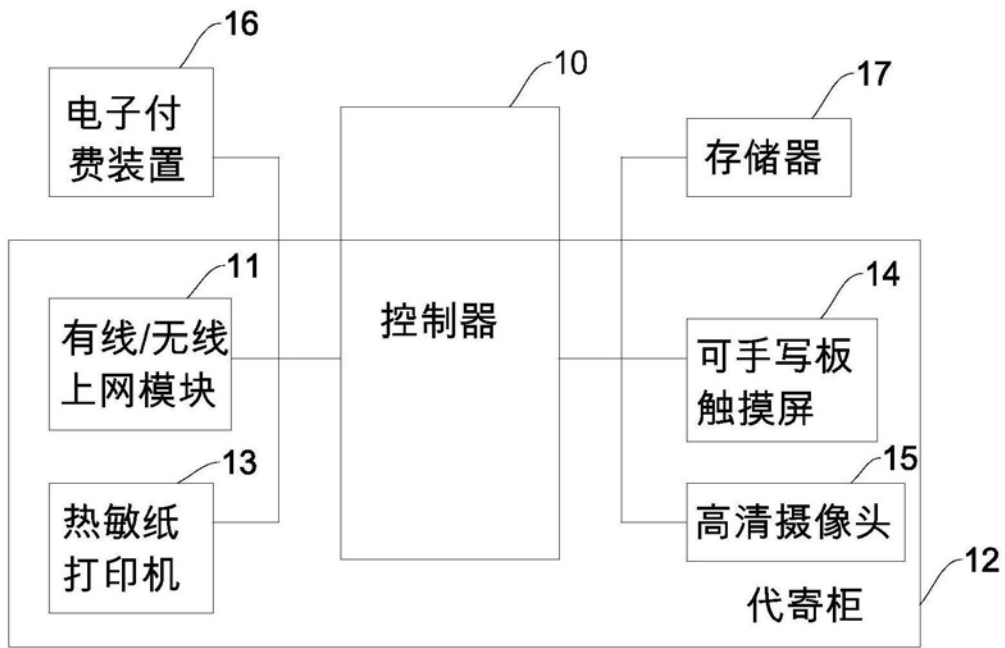 16
电子付
费装置
10
17
存储器
11
有线/无线
上网模块
控制器
14
可手写板
触摸屏
13
热敏纸
打印机
15
高清摄像头
12
代寄柜